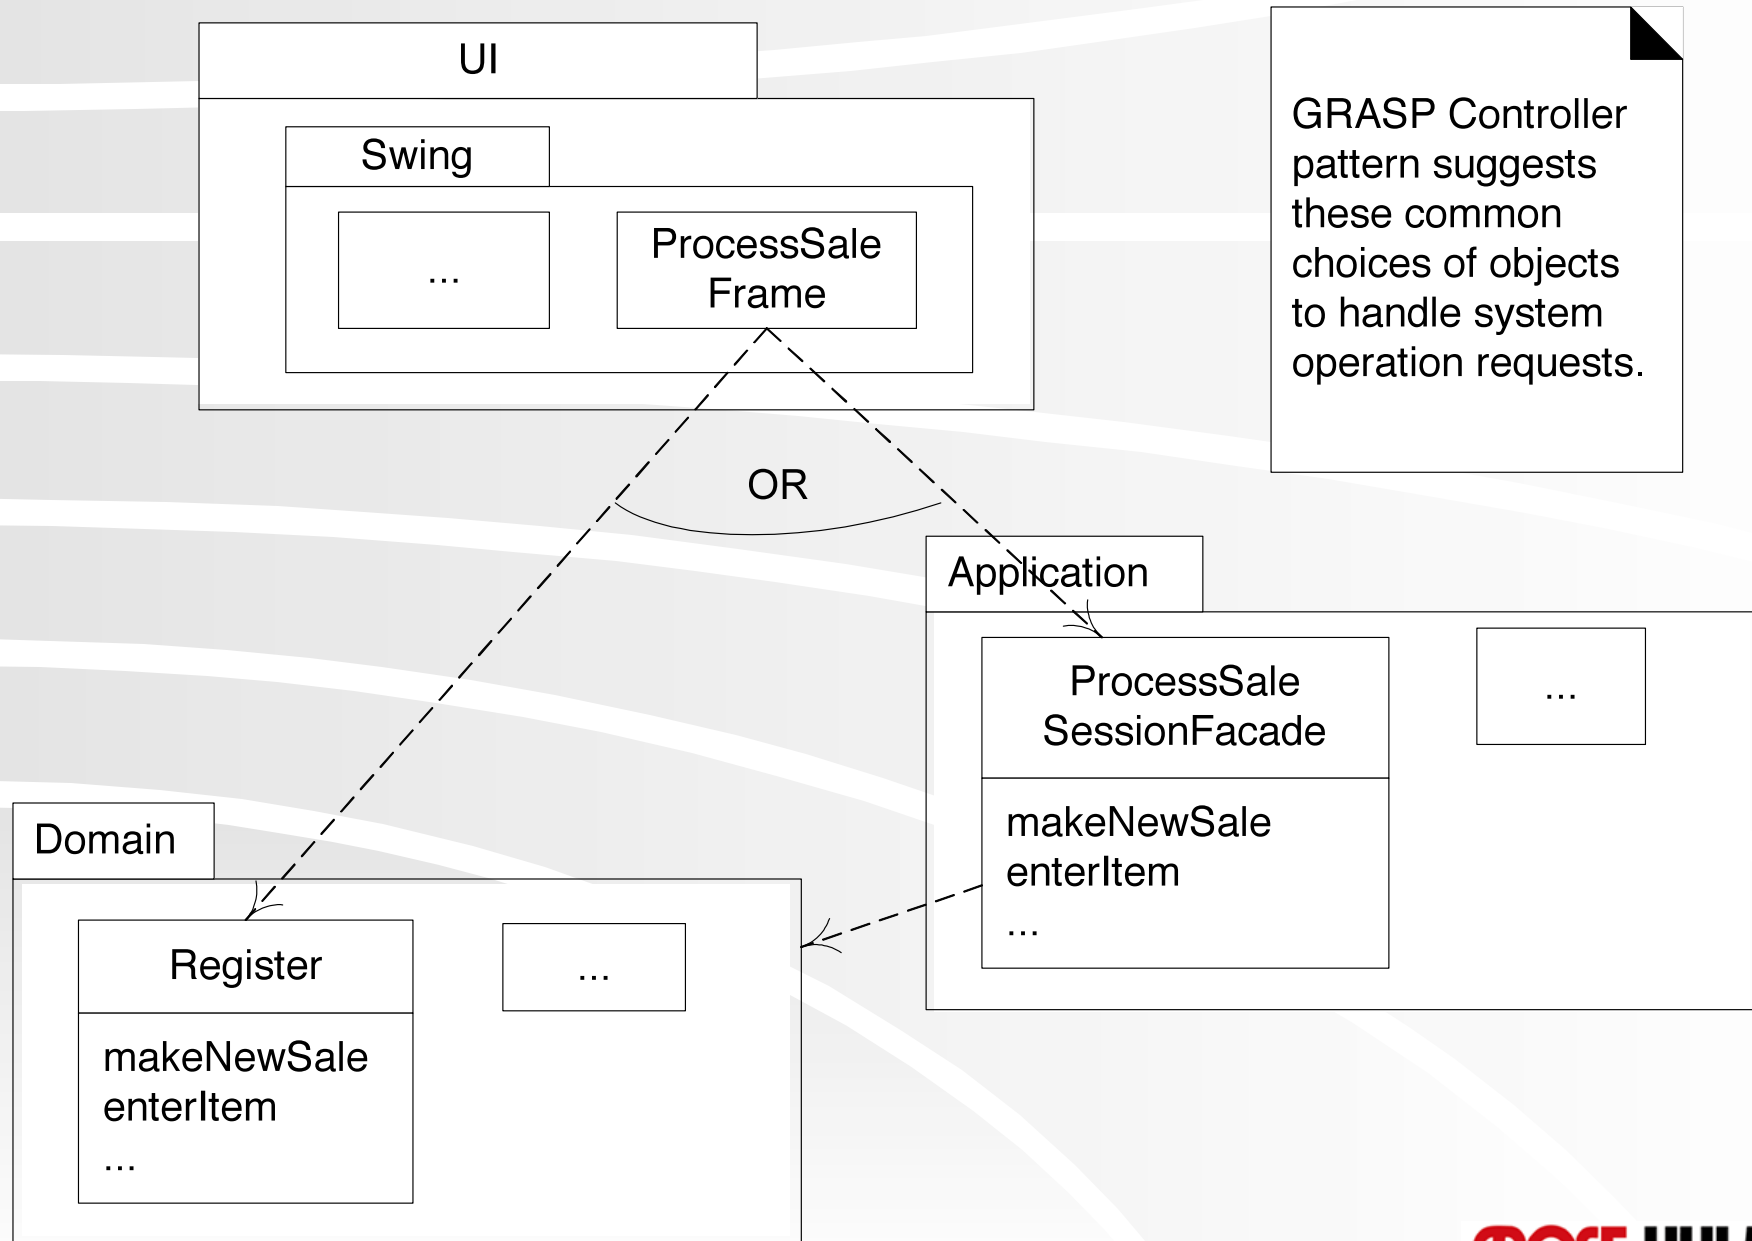 UI
Swing
...
ProcessSale
Frame
GRASP Controller
pattern suggests
these common
choices of objects
to handle system
operation requests.
OR
Application
ProcessSale
SessionFacade
makeNewSale
enterItem
...
...
Domain
Register
makeNewSale
enterItem
...
...